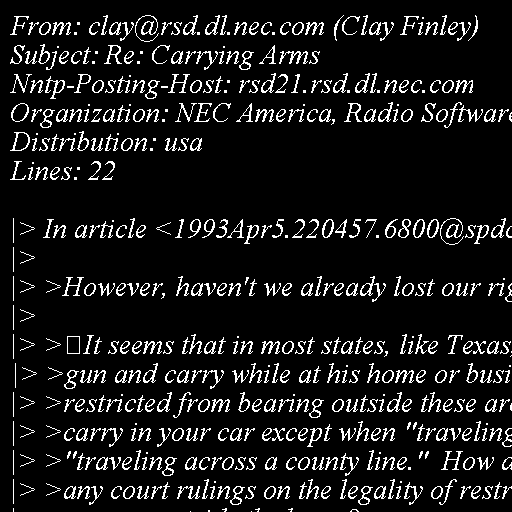 From: clay@rsd.dl.nec.com (Clay Finley)
Subject: Re: Carrying Arms
Nntp-Posting-Host: rsd21.rsd.dl.nec.com
Organization: NEC America, Radio Software
Distribution: usa
Lines: 22

|> In article <1993Apr5.220457.6800@spdc
|>
|> >However, haven't we already lost our rig
|>
|> >It seems that in most states, like Texas,
|> >gun and carry while at his home or busi
|> >restricted from bearing outside these are
|> >carry in your car except when "traveling
|> >"traveling across a county line."  How a
|> >any court rulings on the legality of restr